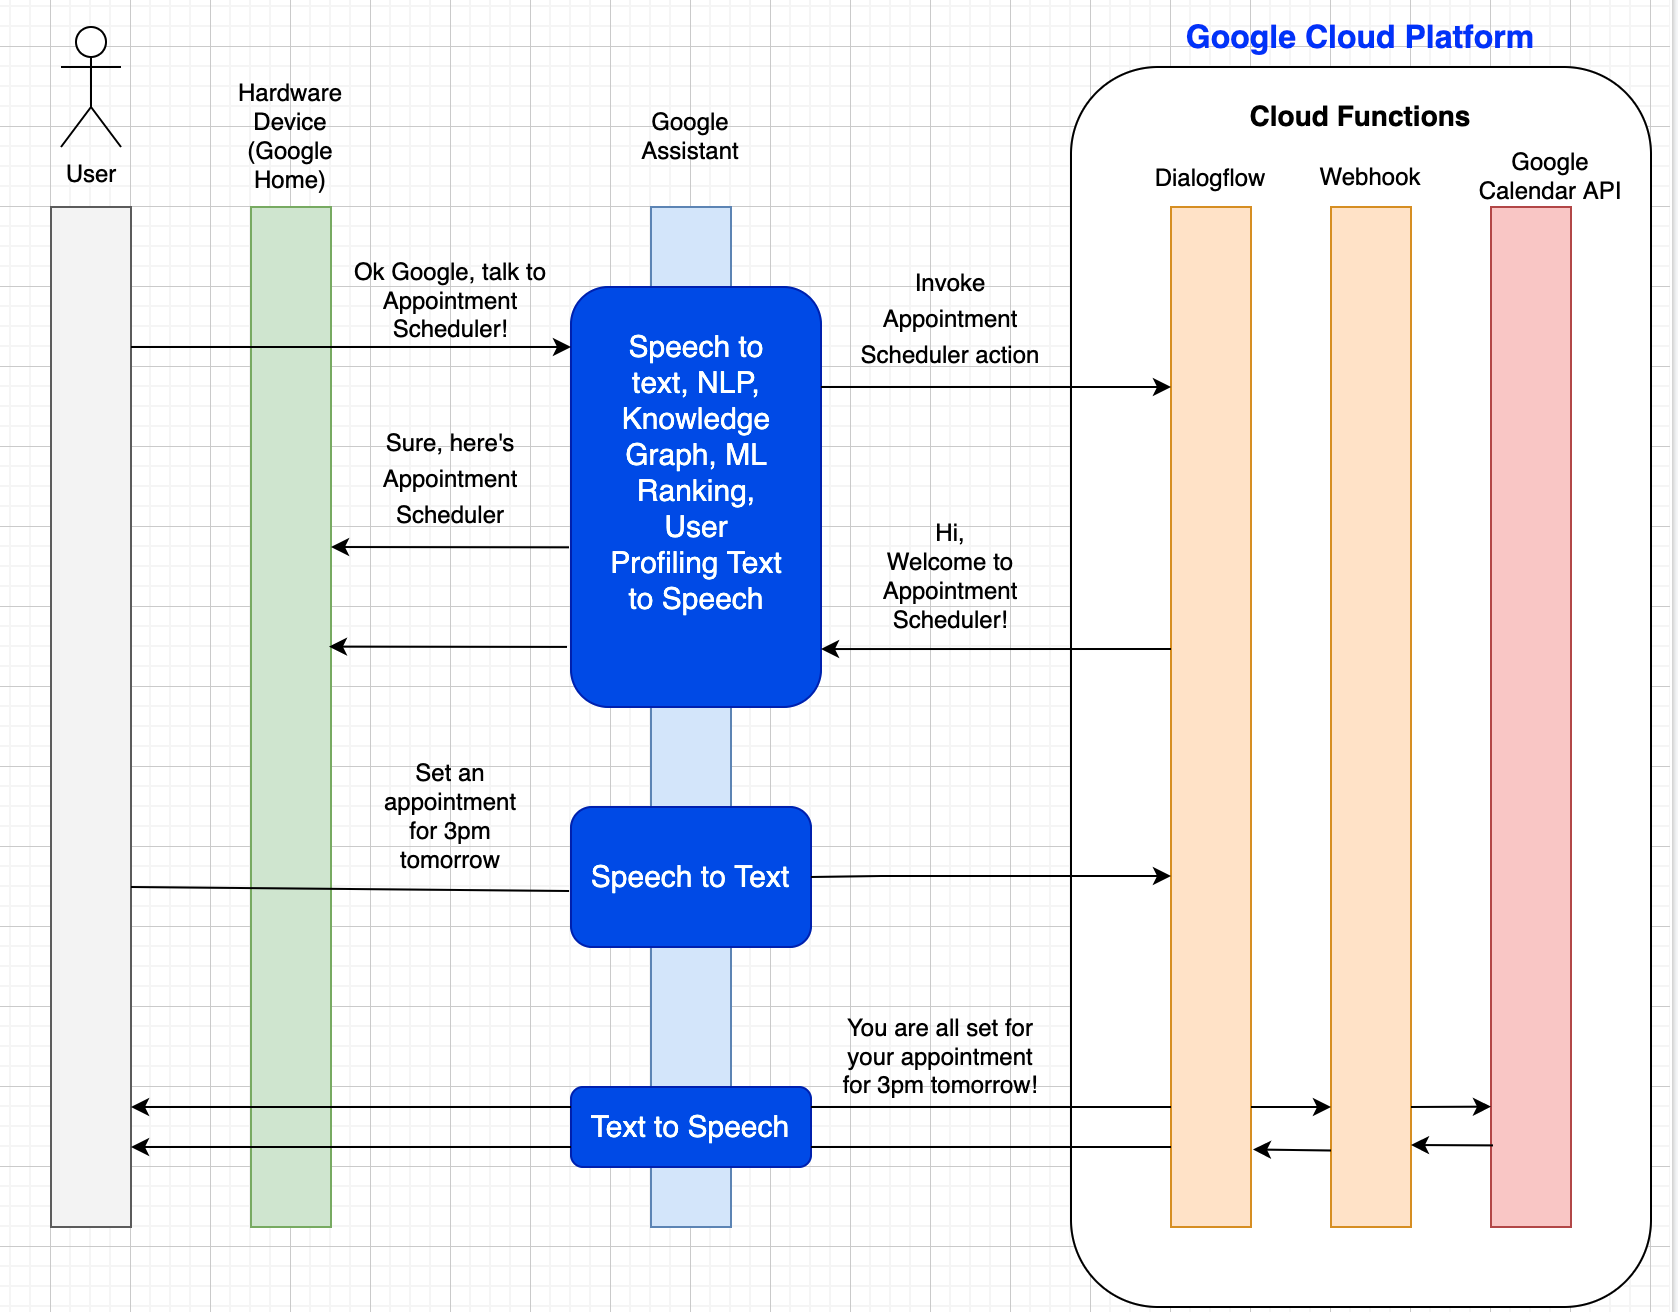 Google Cloud Platform
Cloud Functions
User
Hardware
Device
(Google
Home)
Google
Assistant
Dialogflow
Webhook
Google
Calendar API
Ok Google, talk to
Appointment
Scheduler!
Speech to
text, NLP,
Knowledge
Graph, ML
Ranking,
User
Profiling Text
to Speech
Invoke
Appointment
Scheduler action
Sure, here's
Appointment
Scheduler
Hi,
Welcome to
Appointment
Scheduler!
Set an
appointment
for 3pm
tomorrow
Speech to Text
You are all set for
your appointment
for 3pm tomorrow!
Text to Speech